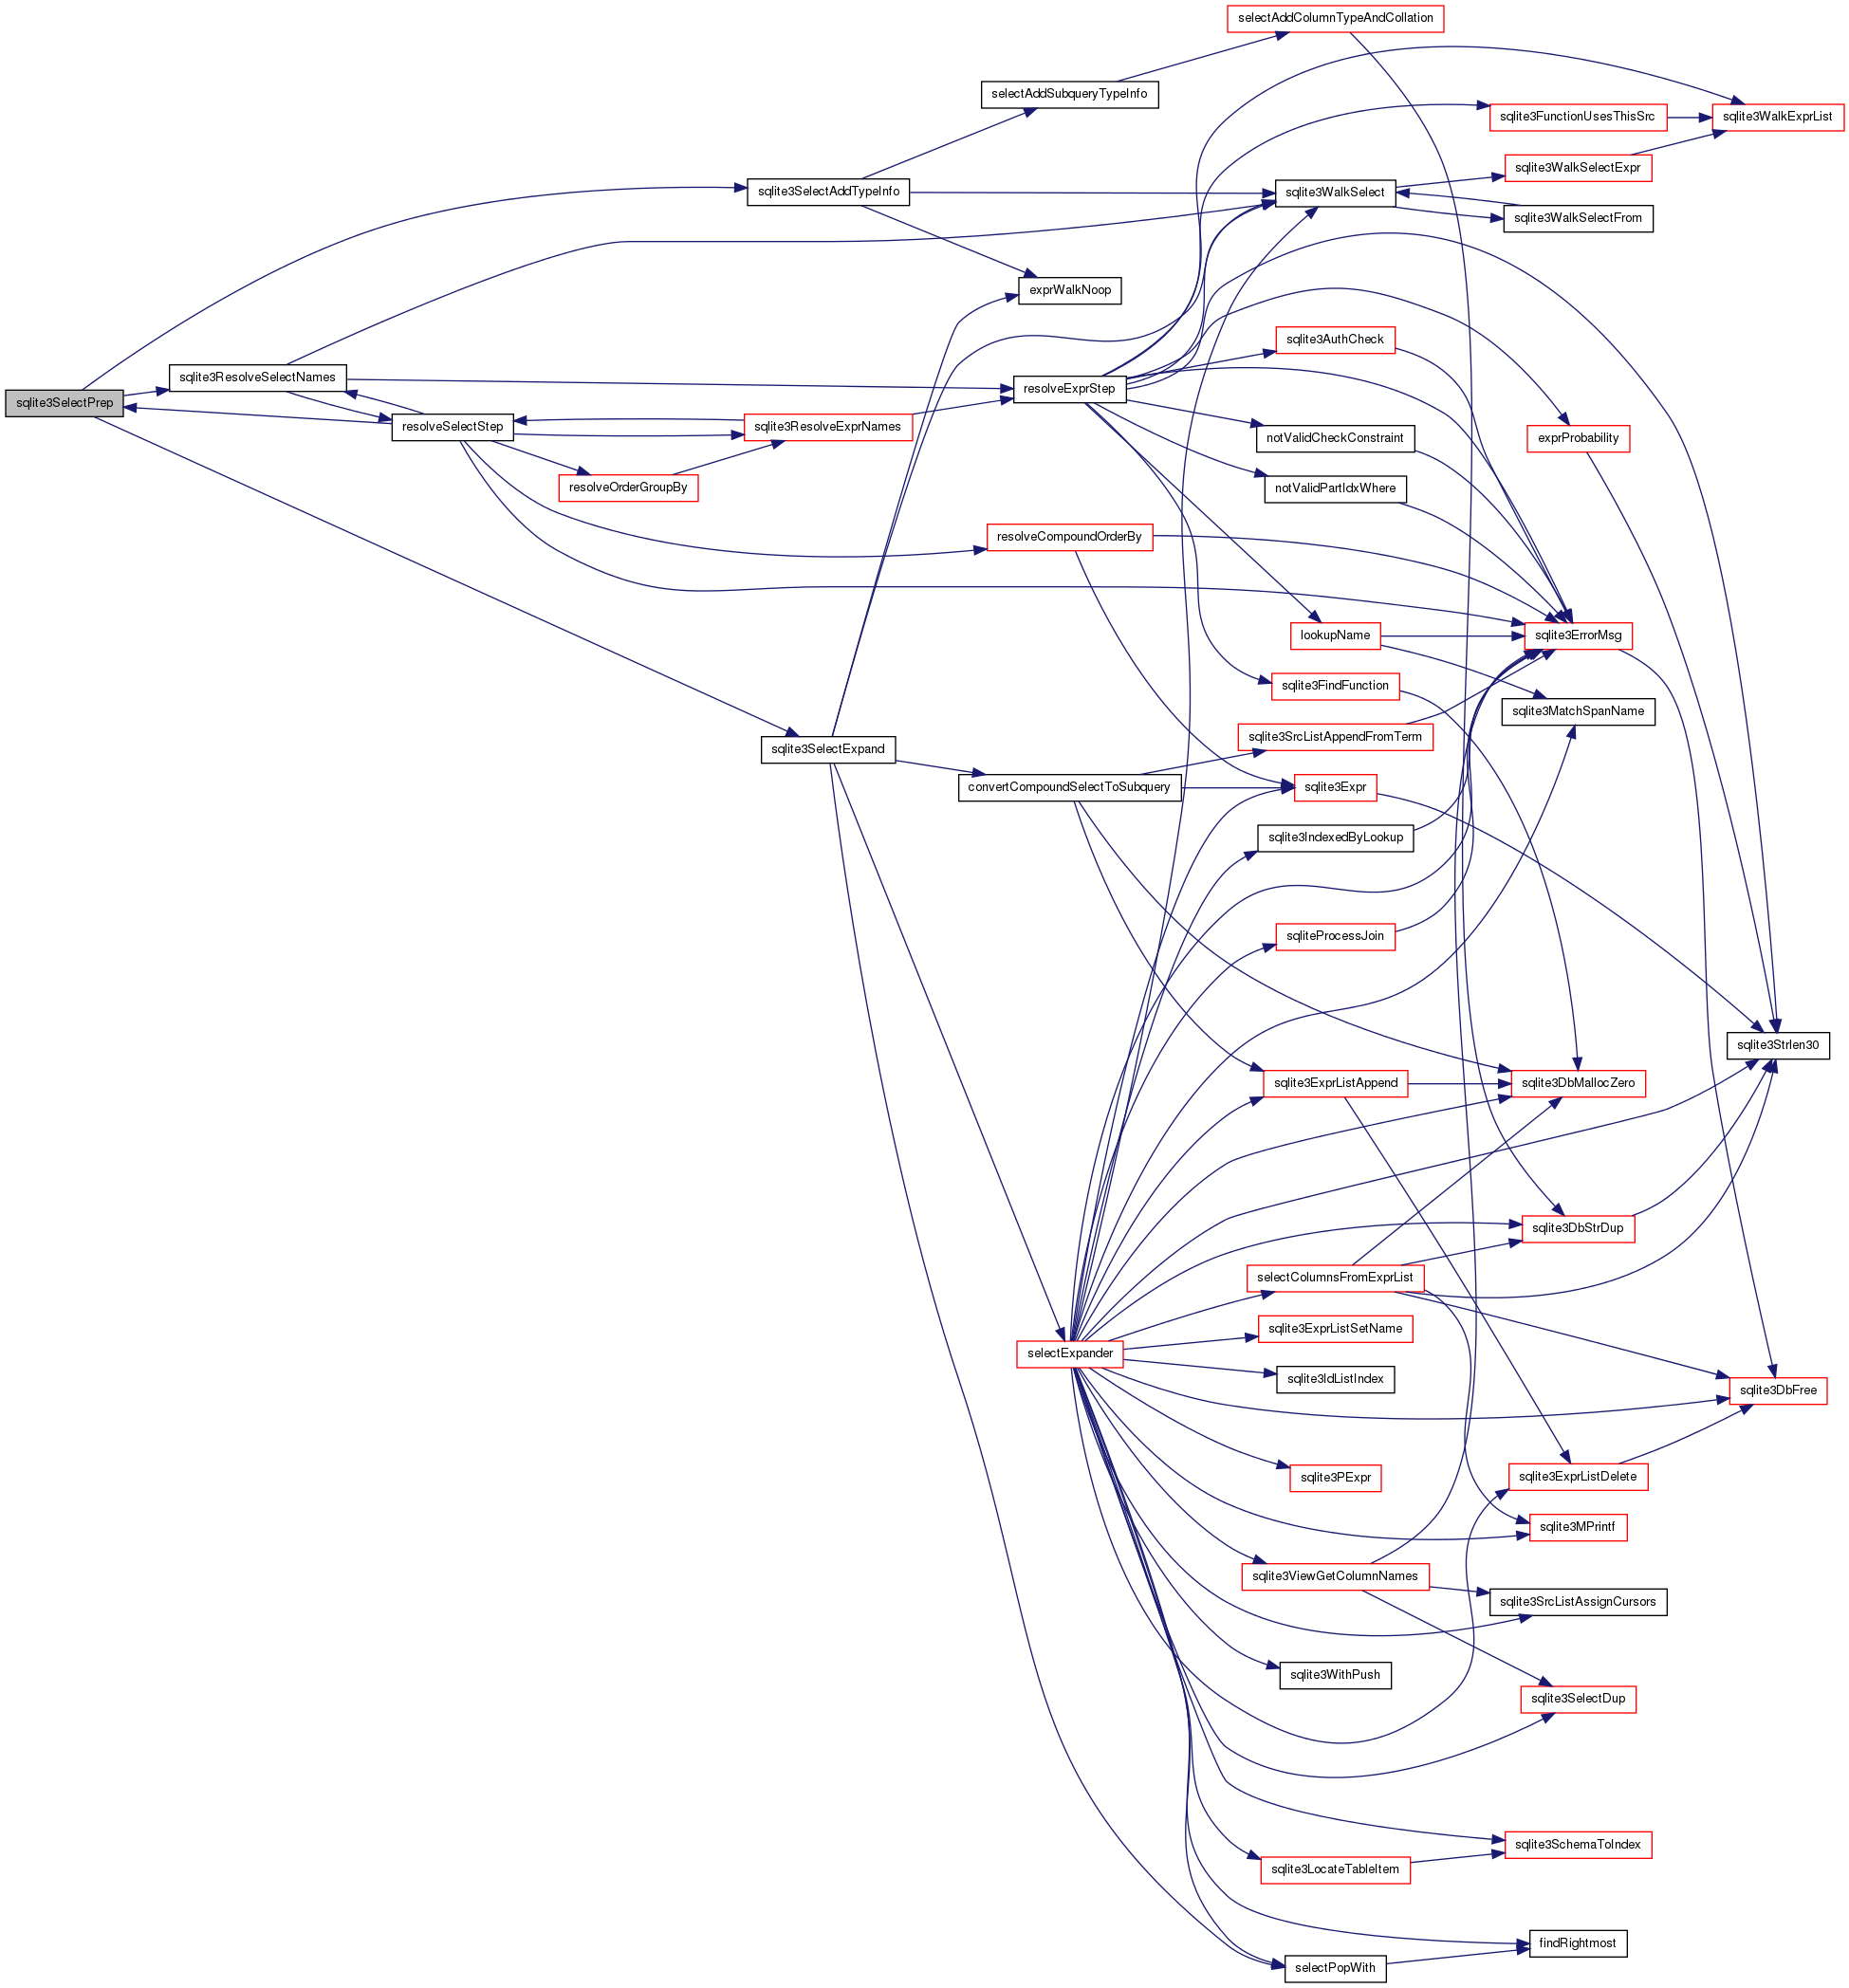 selectAddColumnTypeAndCollation
selectAddSubqueryTypeInfo
sqlite3FunctionUsesThisSrc
sqlite3WalkExprList
sqlite3WalkSelectExpr
sqlite3SelectAddTypeInfo
sqlite3WalkSelect
sqlite3WalkSelectFrom
exprWalkNoop
sqlite3AuthCheck
sqlite3ResolveSelectNames
resolveExprStep
sqlite3SelectPrep
resolveSelectStep
sqlite3ResolveExprNames
notValidCheckConstraint
exprProbability
resolveOrderGroupBy
notValidPartIdxWhere
resolveCompoundOrderBy
lookupName
sqlite3ErrorMsg
sqlite3FindFunction
sqlite3MatchSpanName
sqlite3SrcListAppendFromTerm
sqlite3SelectExpand
convertCompoundSelectToSubquery
sqlite3Expr
sqlite3IndexedByLookup
sqliteProcessJoin
sqlite3Strlen30
sqlite3ExprListAppend
sqlite3DbMallocZero
sqlite3DbStrDup
selectColumnsFromExprList
sqlite3ExprListSetName
selectExpander
sqlite3IdListIndex
sqlite3DbFree
sqlite3PExpr
sqlite3ExprListDelete
sqlite3MPrintf
sqlite3ViewGetColumnNames
sqlite3SrcListAssignCursors
sqlite3WithPush
sqlite3SelectDup
sqlite3SchemaToIndex
sqlite3LocateTableItem
findRightmost
selectPopWith